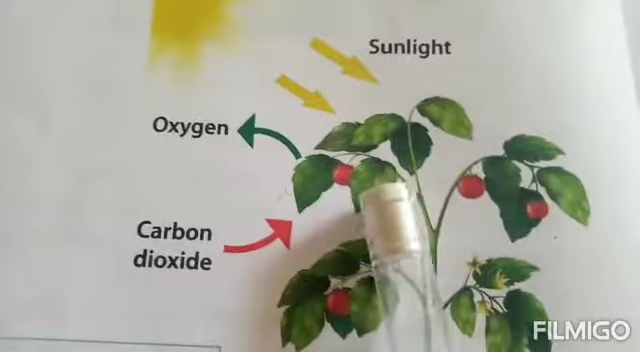 Sunlight
Oxygen
Carbon
dioxide
FILMIGO